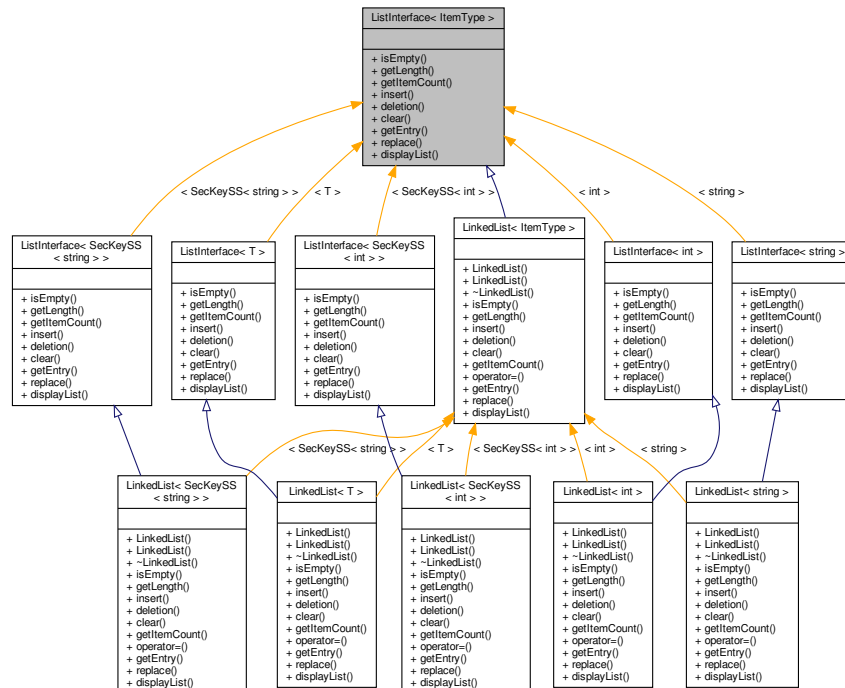 ListInterface< ItemType >
+ isEmpty()
+ getLength()
+ getItemCount()
+ insert()
+ deletion()
+ clear()
+ getEntry()
+ replace()
+ displayList()
< SecKeySS< string > >
< T >
< SecKeySS< int > >
< int >
< string >
ListInterface< SecKeySS
< string > >
+ isEmpty()
+ getLength()
+ getItemCount()
+ insert()
+ deletion()
+ clear()
+ getEntry()
+ replace()
+ displayList()
ListInterface< T >
+ isEmpty()
+ getLength()
+ getItemCount()
+ insert()
+ deletion()
+ clear()
+ getEntry()
+ replace()
+ displayList()
ListInterface< SecKeySS
< int > >
+ isEmpty()
+ getLength()
+ getItemCount()
+ insert()
+ deletion()
+ clear()
+ getEntry()
+ replace()
+ displayList()
LinkedList< ItemType >
+ LinkedList()
+ LinkedList()
+ ~LinkedList()
+ isEmpty()
+ getLength()
+ insert()
+ deletion()
+ clear()
+ getItemCount()
+ operator=()
+ getEntry()
+ replace()
+ displayList()
ListInterface< int >
+ isEmpty()
+ getLength()
+ getItemCount()
+ insert()
+ deletion()
+ clear()
+ getEntry()
+ replace()
+ displayList()
ListInterface< string >
+ isEmpty()
+ getLength()
+ getItemCount()
+ insert()
+ deletion()
+ clear()
+ getEntry()
+ replace()
+ displayList()
< SecKeySS< string > >
< T >
< SecKeySS< int > >
< int >
< string >
LinkedList< SecKeySS
< string > >
+ LinkedList()
+ LinkedList()
+ ~LinkedList()
+ isEmpty()
+ getLength()
+ insert()
+ deletion()
+ clear()
+ getItemCount()
+ operator=()
+ getEntry()
+ replace()
+ displayList()
LinkedList< T >
+ LinkedList()
+ LinkedList()
+ ~LinkedList()
+ isEmpty()
+ getLength()
+ insert()
+ deletion()
+ clear()
+ getItemCount()
+ operator=()
+ getEntry()
+ replace()
+ displayList()
LinkedList< SecKeySS
< int > >
+ LinkedList()
+ LinkedList()
+ ~LinkedList()
+ isEmpty()
+ getLength()
+ insert()
+ deletion()
+ clear()
+ getItemCount()
+ operator=()
+ getEntry()
+ replace()
+ displayList()
LinkedList< int >
+ LinkedList()
+ LinkedList()
+ ~LinkedList()
+ isEmpty()
+ getLength()
+ insert()
+ deletion()
+ clear()
+ getItemCount()
+ operator=()
+ getEntry()
+ replace()
+ displayList()
LinkedList< string >
+ LinkedList()
+ LinkedList()
+ ~LinkedList()
+ isEmpty()
+ getLength()
+ insert()
+ deletion()
+ clear()
+ getItemCount()
+ operator=()
+ getEntry()
+ replace()
+ displayList()